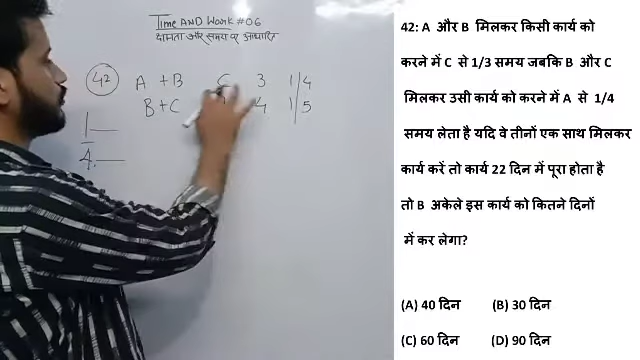 Time AND Work #06
क्षमता और समय पर आधारित
42 A + B C 3 1 4
B + C 4 1 5
1
4
42: A और B मिलकर किसी कार्य को
करने में C से 1/3 समय जबकि B और C
मिलकर उसी कार्य को करने में A से 1/4
समय लेता है यदि वे तीनों एक साथ मिलकर
कार्य करें तो कार्य 22 दिन में पूरा होता है
तो B अकेले इस कार्य को कितने दिनों
में कर लेगा?
(A) 40 दिन (B) 30 दिन
(C) 60 दिन (D) 90 दिन